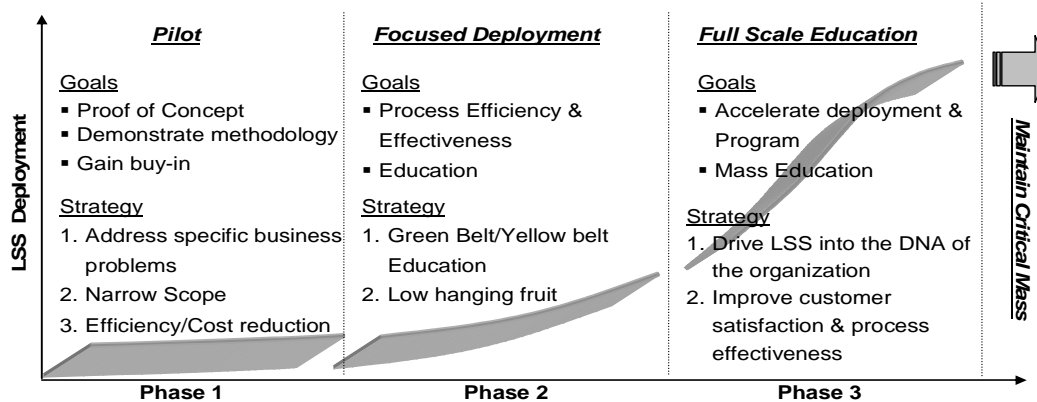 Pilot
Goals
▪ Proof of Concept
▪ Demonstrate methodology
▪ Gain buy-in
Strategy
1. Address specific business
problems
2. Narrow Scope
3. Efficiency/Cost reduction
Focused Deployment
Goals
▪ Process Efficiency &
Effectiveness
▪ Education
Strategy
1. Green Belt/Yellow belt
Education
2. Low hanging fruit
Full Scale Education
Goals
▪ Accelerate deployment &
Program
▪ Mass Education
Strategy
1. Drive LSS into the DNA of
the organization
2. Improve customer
satisfaction & process
effectiveness
Maintain Critical Mass
LSS Deployment
Phase 1
Phase 2
Phase 3